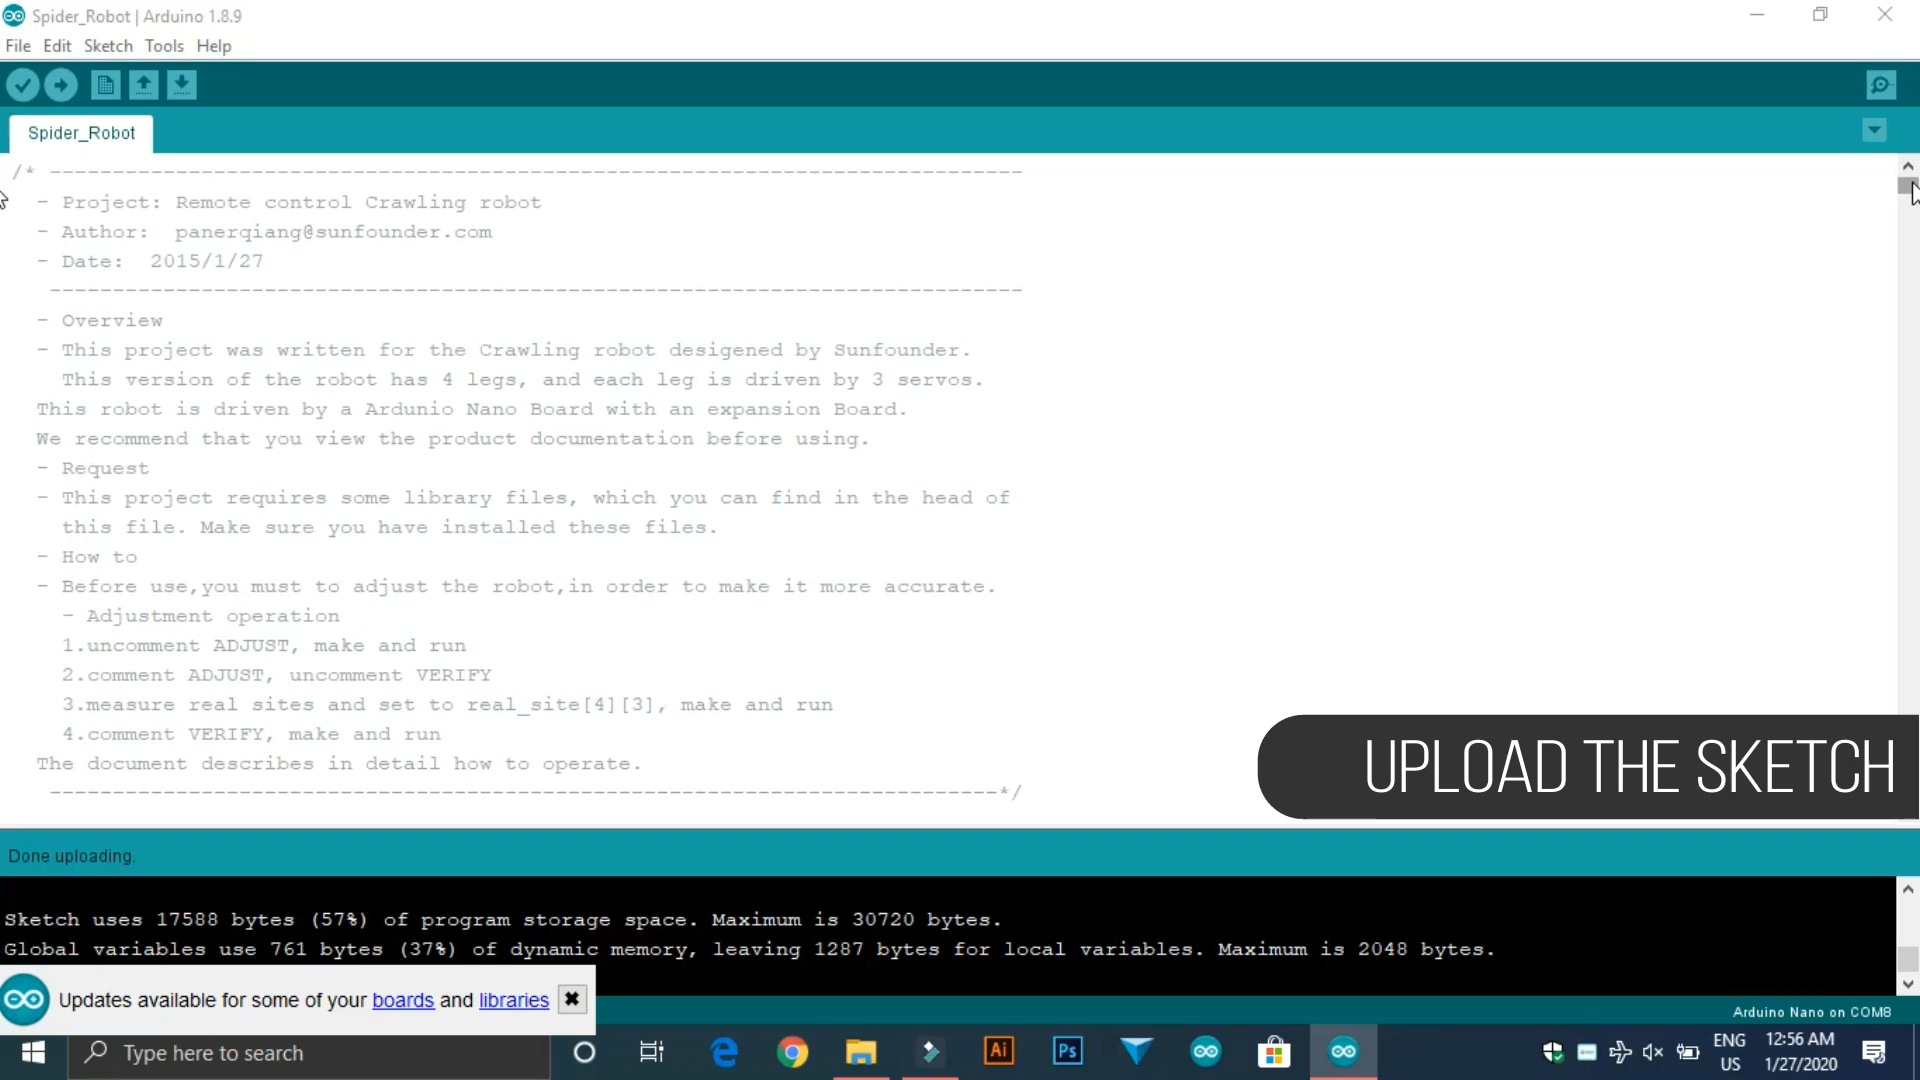 Spider_Robot | Arduino 1.8.9
File Edit Sketch Tools Help
Spider_Robot
/* -----------------------------------------------------------------------------
- Project: Remote control Crawling robot
- Author:  panerqiang@sunfounder.com
- Date:  2015/1/27
-----------------------------------------------------------------------------
- Overview
- This project was written for the Crawling robot desigened by Sunfounder.
This version of the robot has 4 legs, and each leg is driven by 3 servos.
This robot is driven by a Ardunio Nano Board with an expansion Board.
We recommend that you view the product documentation before using.
- Request
- This project requires some library files, which you can find in the head of
this file. Make sure you have installed these files.
- How to
- Before use,you must to adjust the robot,in order to make it more accurate.
- Adjustment operation
1.uncomment ADJUST, make and run
2.comment ADJUST, uncomment VERIFY
3.measure real sites and set to real_site[4][3], make and run
4.comment VERIFY, make and run
The document describes in detail how to operate.
---------------------------------------------------------------------------*/
UPLOAD THE SKETCH
Done uploading.
Sketch uses 17588 bytes (57%) of program storage space. Maximum is 30720 bytes.
Global variables use 761 bytes (37%) of dynamic memory, leaving 1287 bytes for local variables. Maximum is 2048 bytes.
Updates available for some of your boards and libraries
Arduino Nano on COM8
Type here to search
Ai
Ps
ENG
US
12:56 AM
1/27/2020